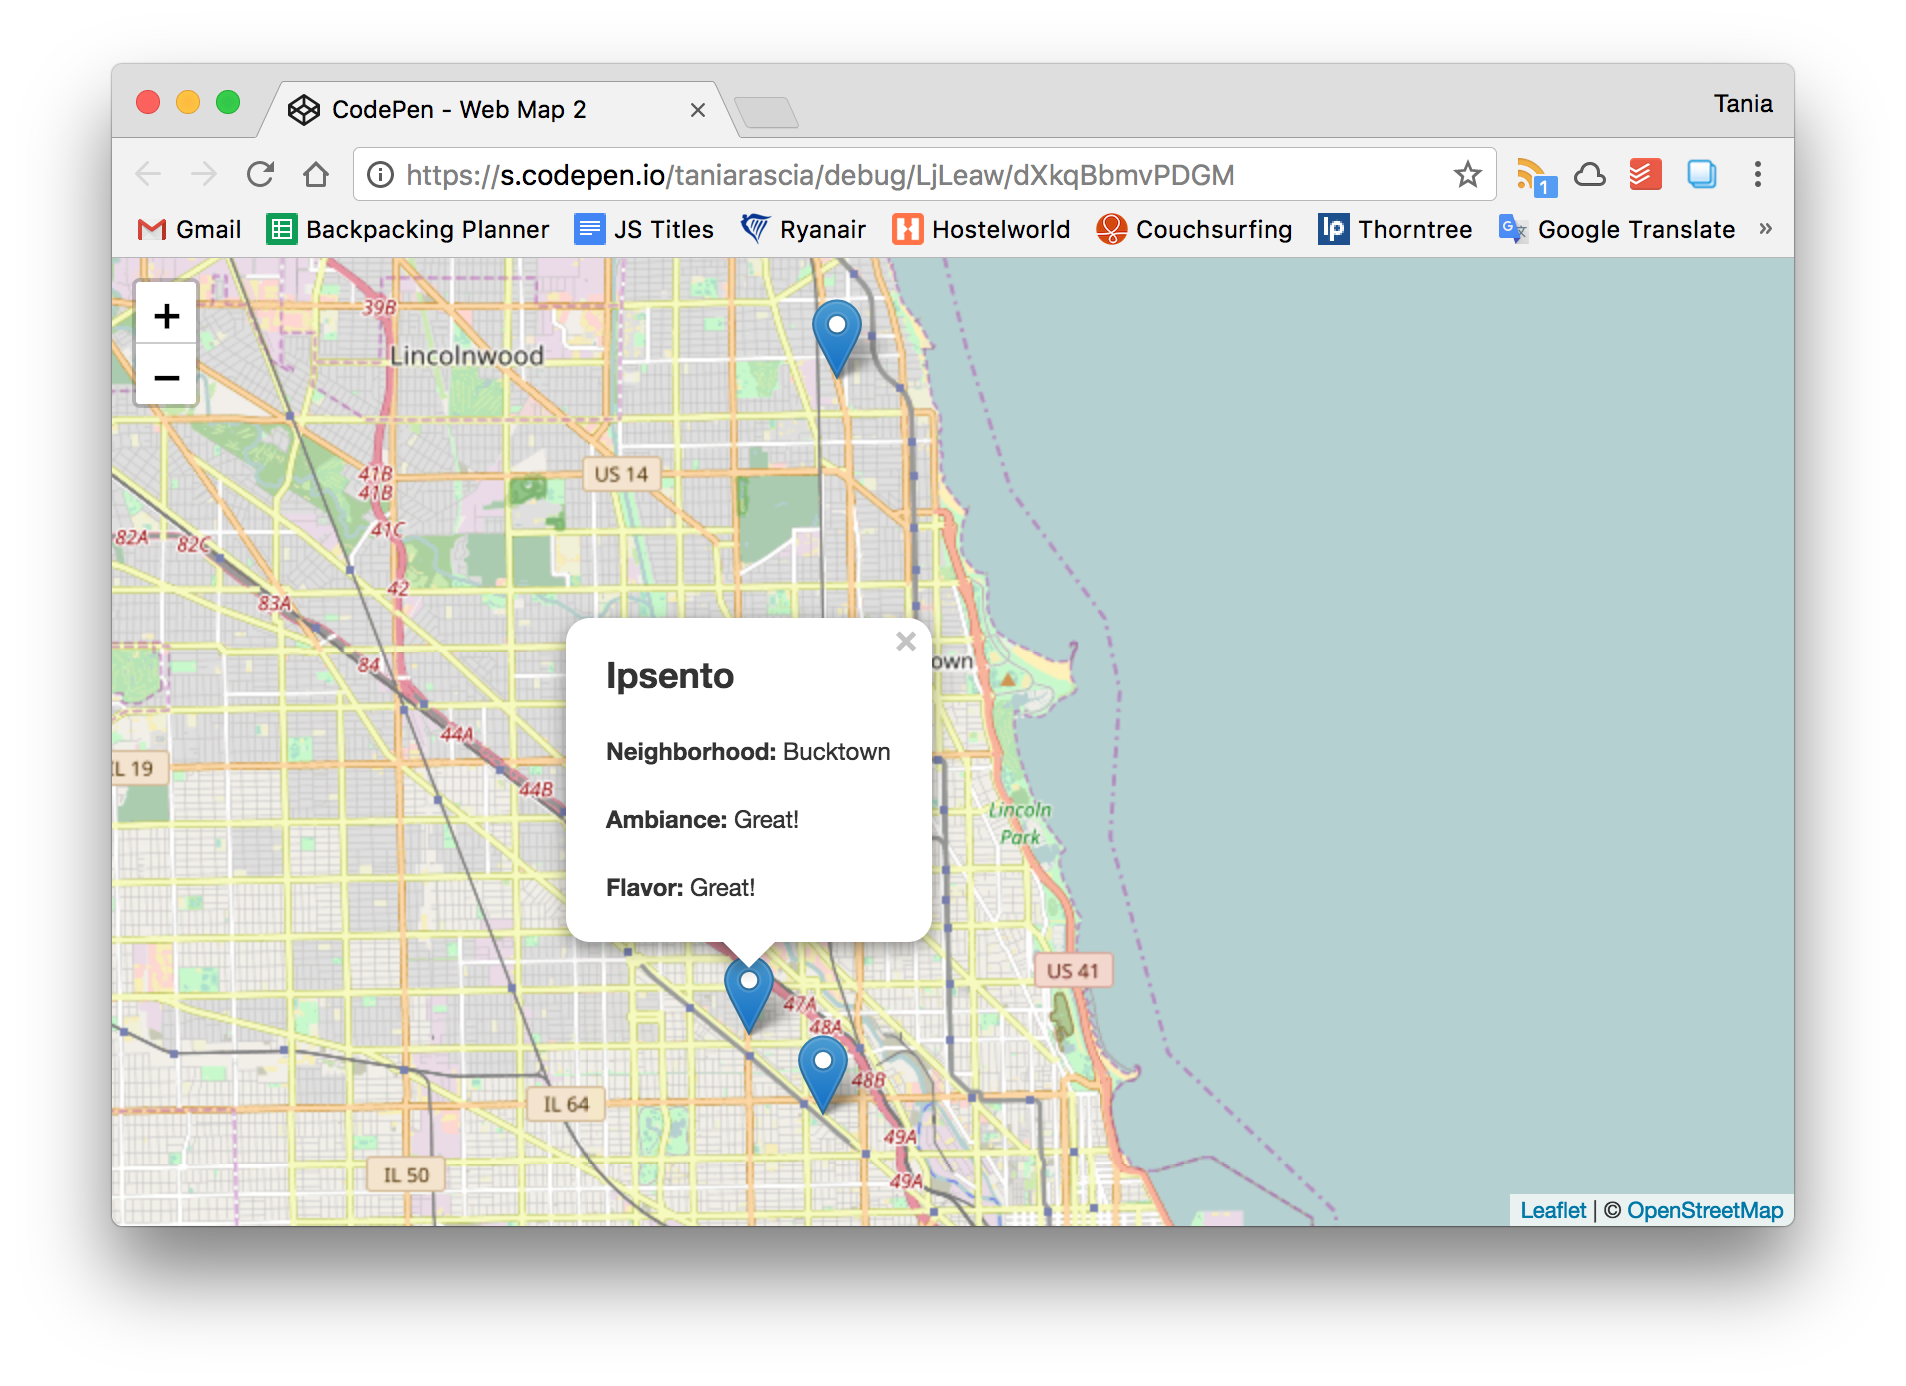 CodePen - Web Map 2
Tania
https://s.codepen.io/taniarascia/debug/LjLeaw/dXkqBbmvPDGM
1
Gmail
Backpacking Planner
JS Titles
Ryanair
Hostelworld
Couchsurfing
lp
Thorntree
Google Translate
»
+
−
39B
Lincolnwood
41B
41B
US 14
41C
82A
82C
42
83A
84
own
44A
IL 19
44B
Ipsento
Neighborhood: Bucktown
Ambiance: Great!
Flavor: Great!
Lincoln
Park
US 41
47A
48A
48B
IL 64
49A
IL 50
49A
Leaflet | © OpenStreetMap